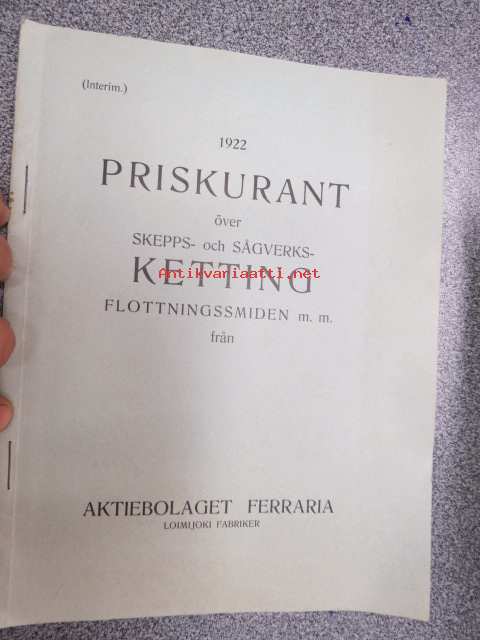 (Interim.)
1922
PRISKURANT
över
SKEPPS- och SÅGVERKS-
KETTING
Antikvariaatti.net
FLOTTNINGSSMIDEN m. m.
från
AKTIEBOLAGET FERRARIA
LOIMIJOKI FABRIKER